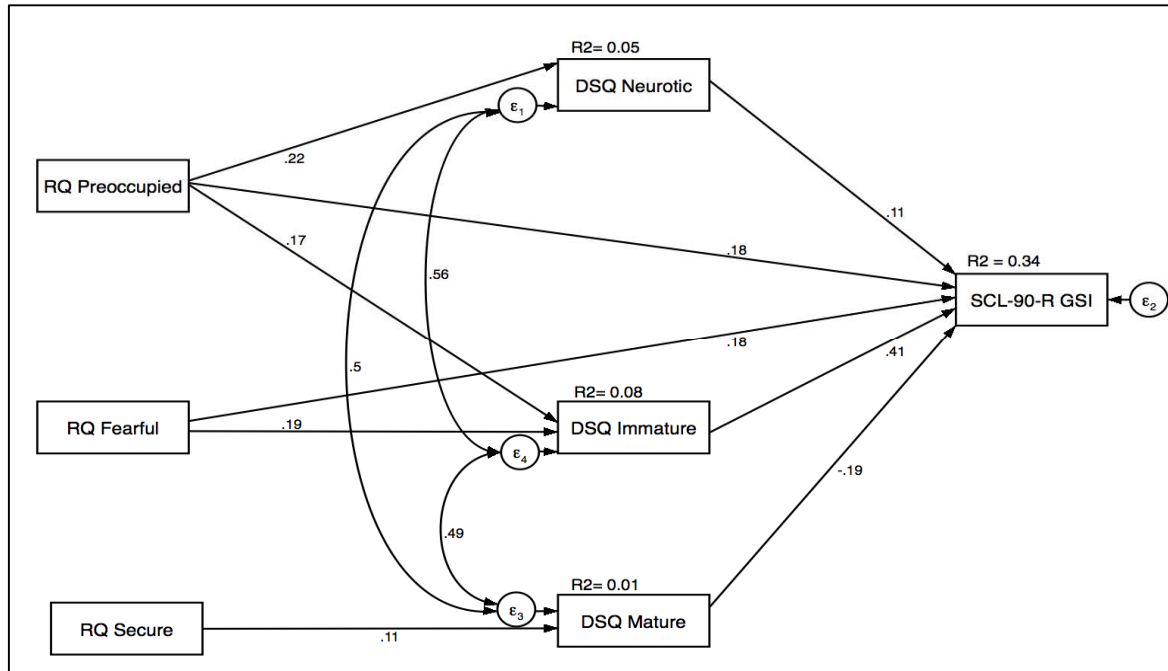 R2= 0.05
DSQ Neurotic
ε1
.22
RQ Preoccupied
.17
.18
.11
.56
R2 = 0.34
SCL-90-R GSI
ε2
.5
.18
.41
R2= 0.08
RQ Fearful
.19
DSQ Immature
ε4
-.19
.49
R2= 0.01
ε3
DSQ Mature
RQ Secure
.11